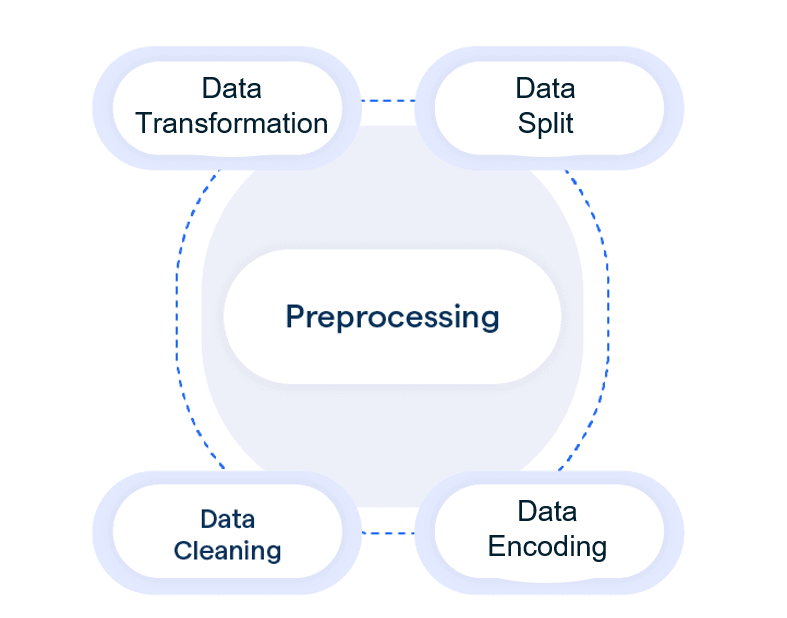 Data
Transformation
Data
Split
Preprocessing
Data
Cleaning
Data
Encoding